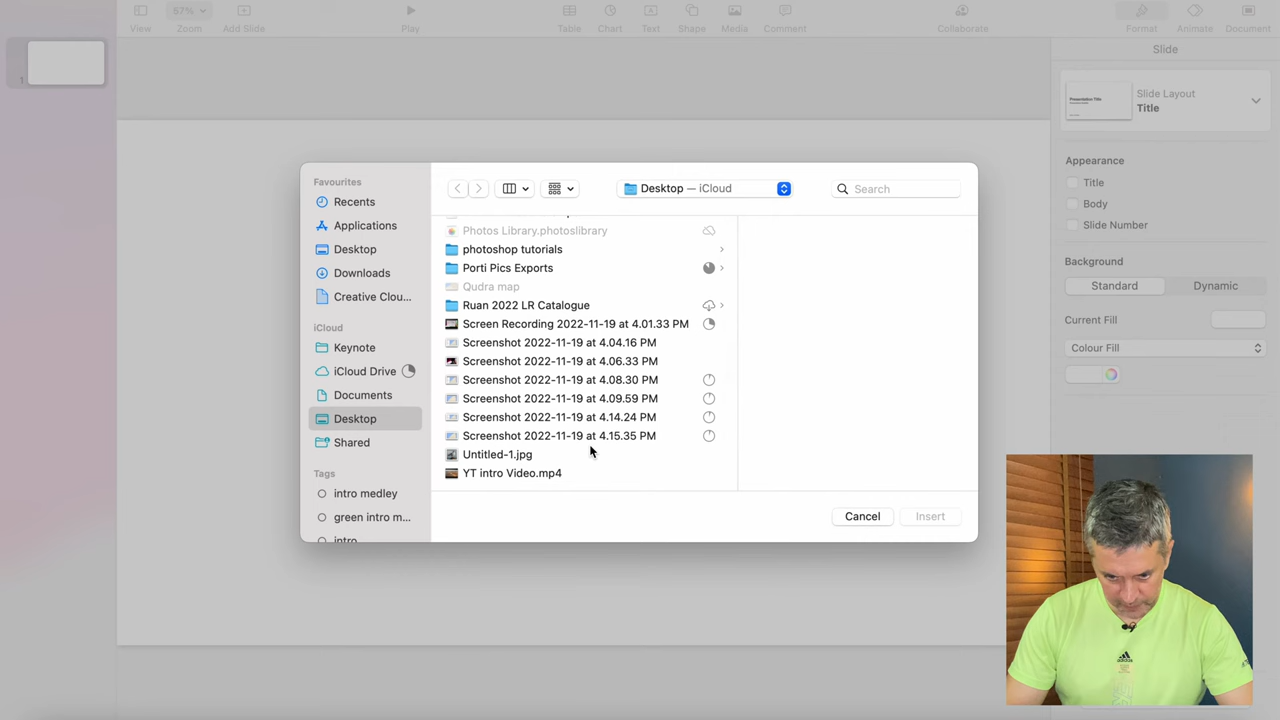 View
67%
Zoom
Add Slide
Play
Table
Chart
Text
Shape
Media
Comment
Collaborate
Format
Animate
Document
1
Slide
Presentation Title
Slide Layout
Title
Appearance
Title
Body
Slide Number
Background
Standard
Dynamic
Current Fill
Colour Fill
Favourites
Recents
Applications
Desktop
Downloads
Creative Clou...
iCloud
Keynote
iCloud Drive
Documents
Desktop
Shared
Tags
intro medley
green intro m...
intro
Desktop — iCloud
Search
Photos Library.photoslibrary
photoshop tutorials
Porti Pics Exports
Qudra map
Ruan 2022 LR Catalogue
Screen Recording 2022-11-19 at 4.01.33 PM
Screenshot 2022-11-19 at 4.04.16 PM
Screenshot 2022-11-19 at 4.06.33 PM
Screenshot 2022-11-19 at 4.08.30 PM
Screenshot 2022-11-19 at 4.09.59 PM
Screenshot 2022-11-19 at 4.14.24 PM
Screenshot 2022-11-19 at 4.15.35 PM
Untitled-1.jpg
YT intro Video.mp4
Cancel
Insert
adidas